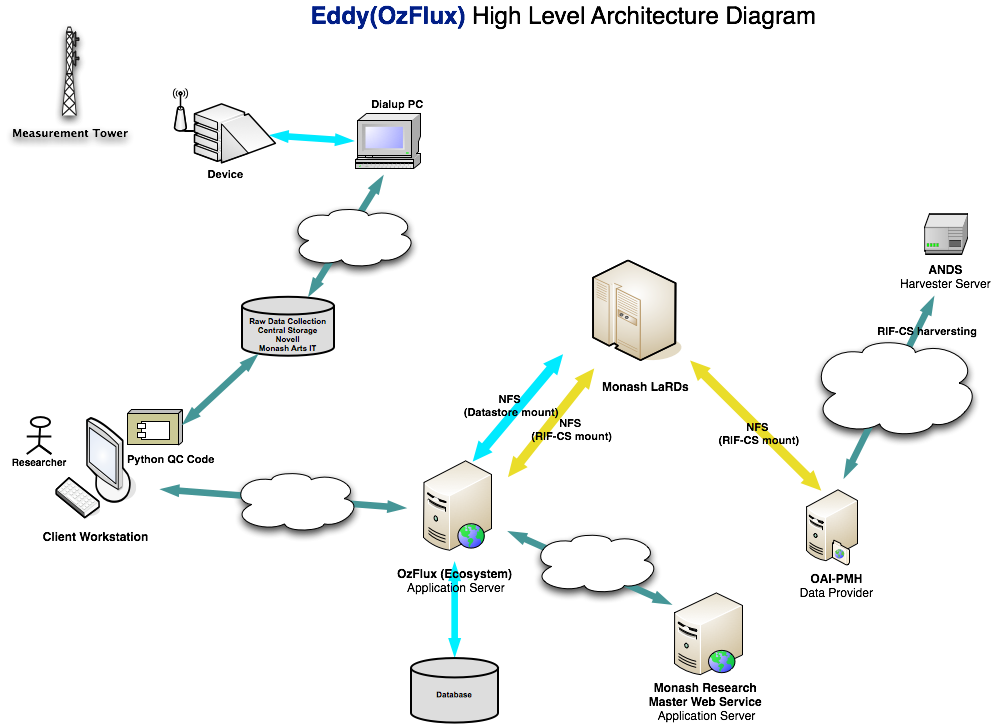 Eddy(OzFlux) High Level Architecture Diagram
Measurement Tower
Device
Dialup PC
Raw Data Collection
Central Storage
Novell
Monash Arts IT
ANDS
Harvester Server
RIF-CS harversting
Monash LaRDs
NFS
(Datastore mount)
NFS
(RIF-CS mount)
NFS
(RIF-CS mount)
Researcher
Python QC Code
Client Workstation
OzFlux (Ecosystem)
Application Server
OAI-PMH
Data Provider
Database
Monash Research
Master Web Service
Application Server